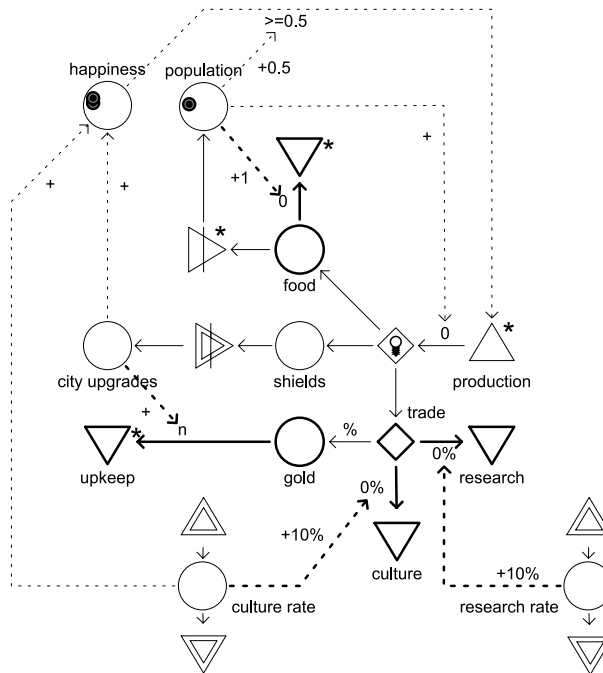 >=0.5
+
happiness
population
+0.5
*
+
+
+
+1
0
*
food
0
*
city upgrades
shields
production
trade
+
n
%
*
0%
upkeep
gold
0%
research
+10%
culture
+10%
culture rate
research rate